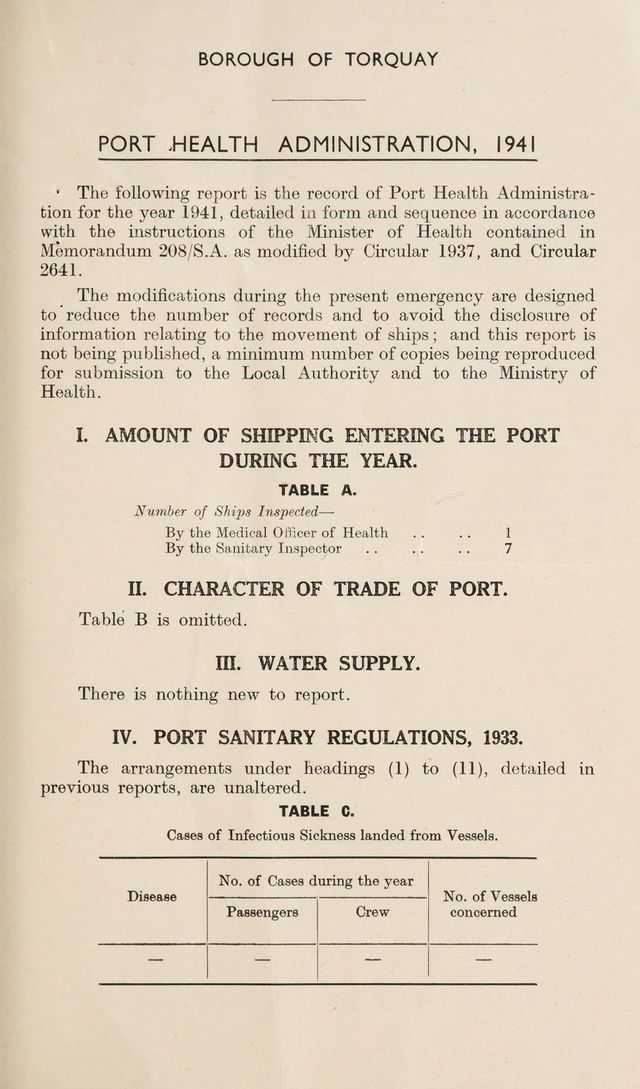 BOROUGH OF TORQUAY
PORT HEALTH ADMINISTRATION, 1941
The following report is the record of Port Health Administra-
tion for the year 1941, detailed in form and sequence in accordance
with the instructions of the Minister of Health contained in
Memorandum 208/S.A. as modified by Circular 1937, and Circular
2641.
The modifications during the present emergency are designed
to reduce the number of records and to avoid the disclosure of
information relating to the movement of ships; and this report is
not being published, a minimum number of copies being reproduced
for submission to the Local Authority and to the Ministry of
Health.
I. AMOUNT OF SHIPPING ENTERING THE PORT
DURING THE YEAR.
TABLE A.
Number of Ships Inspected—
By the Medical Officer of Health .. .. 1
By the Sanitary Inspector .. .. .. 7
II. CHARACTER OF TRADE OF PORT.
Table B is omitted.
III. WATER SUPPLY.
There is nothing new to report.
IV. PORT SANITARY REGULATIONS, 1933.
The arrangements under headings (1) to (11), detailed in
previous reports, are unaltered.
TABLE C.
Cases of Infectious Sickness landed from Vessels.
Disease
No. of Cases during the year
Passengers
Crew
No. of Vessels
concerned
— — — —